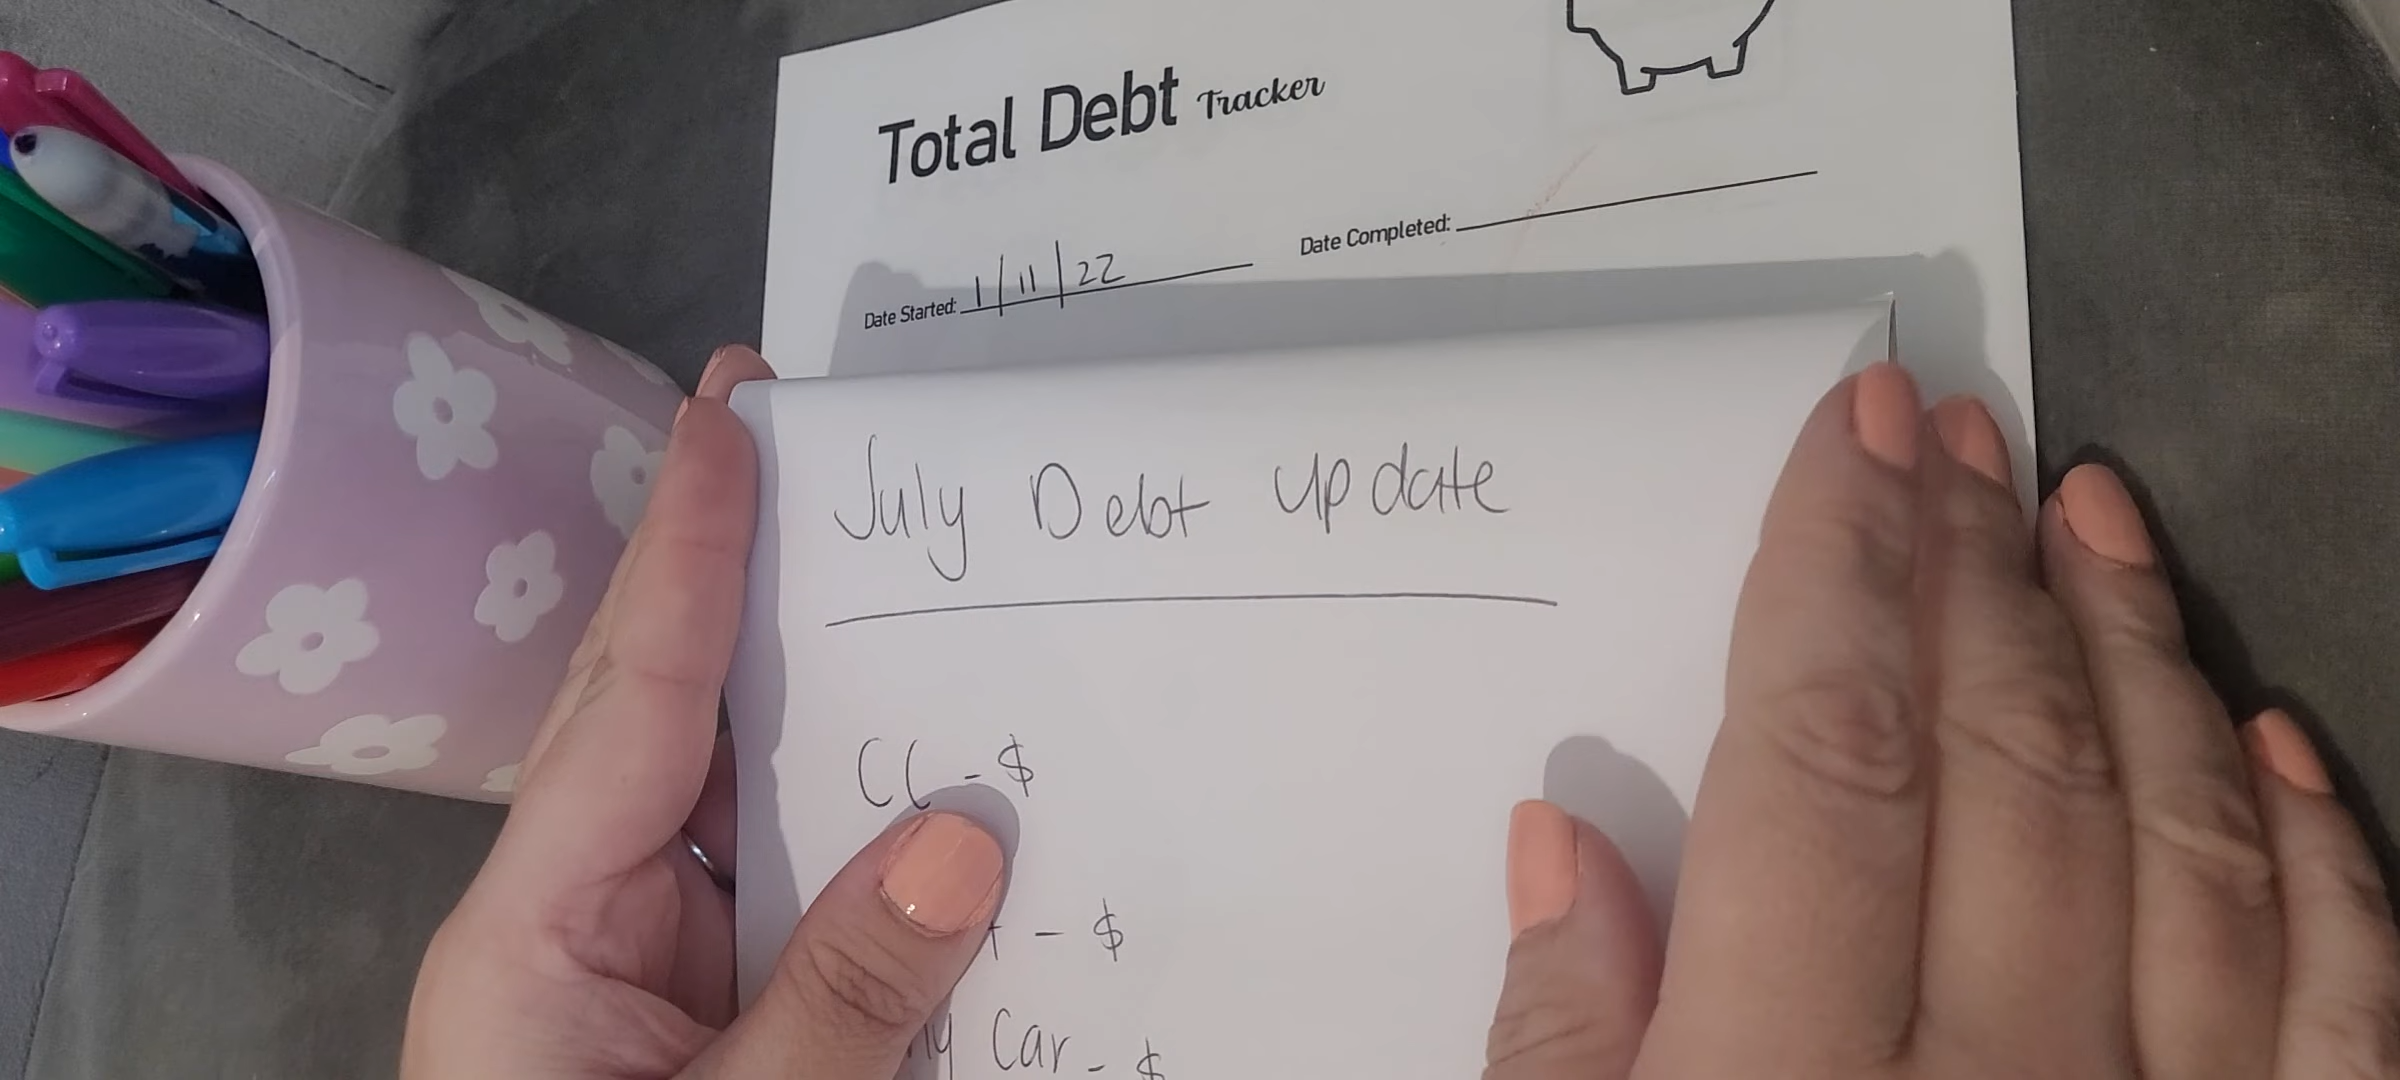 Total Debt Tracker
Date Started: 1/11/22
Date Completed:
July Debt update
CC - $
- $
Car - $